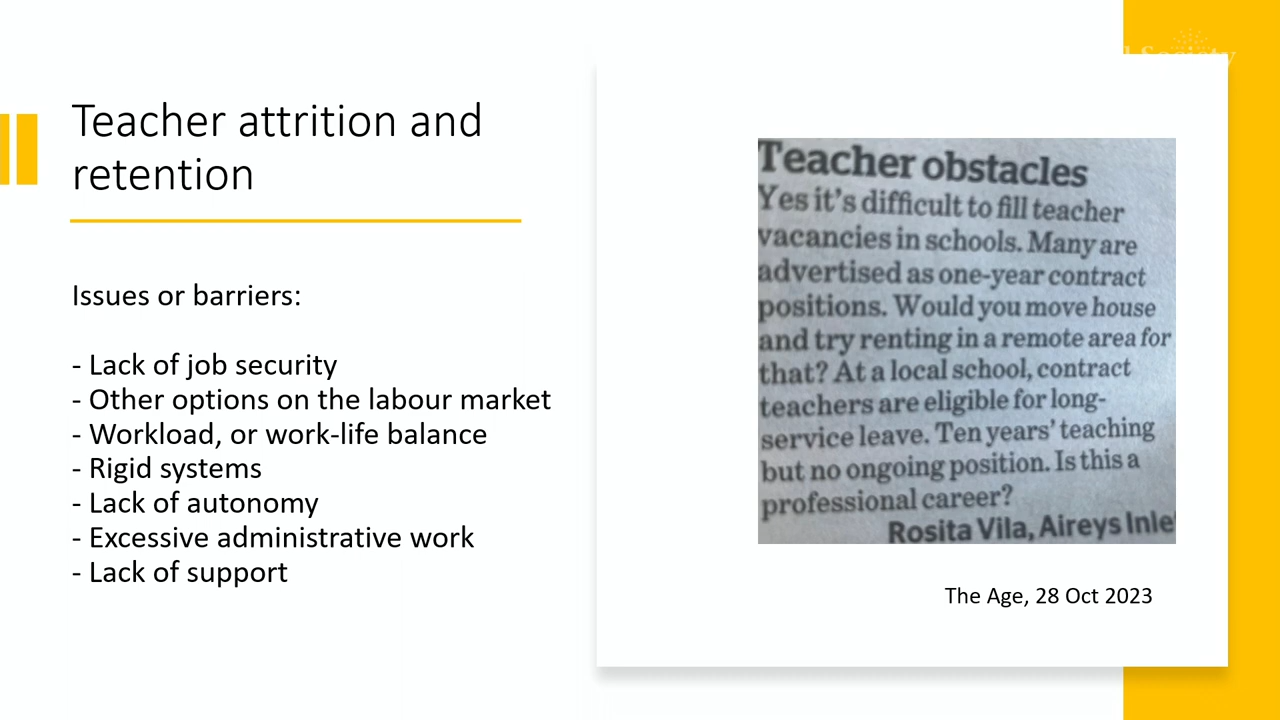 Teacher attrition and
retention
Issues or barriers:
- Lack of job security
- Other options on the labour market
- Workload, or work-life balance
- Rigid systems
- Lack of autonomy
- Excessive administrative work
- Lack of support
Teacher obstacles
Yes it's difficult to fill teacher
vacancies in schools. Many are
advertised as one-year contract
positions. Would you move house
and try renting in a remote area for
that? At a local school, contract
teachers are eligible for long-
service leave. Ten years' teaching
but no ongoing position. Is this a
professional career?
Rosita Vila, Aireys Inle
The Age, 28 Oct 2023